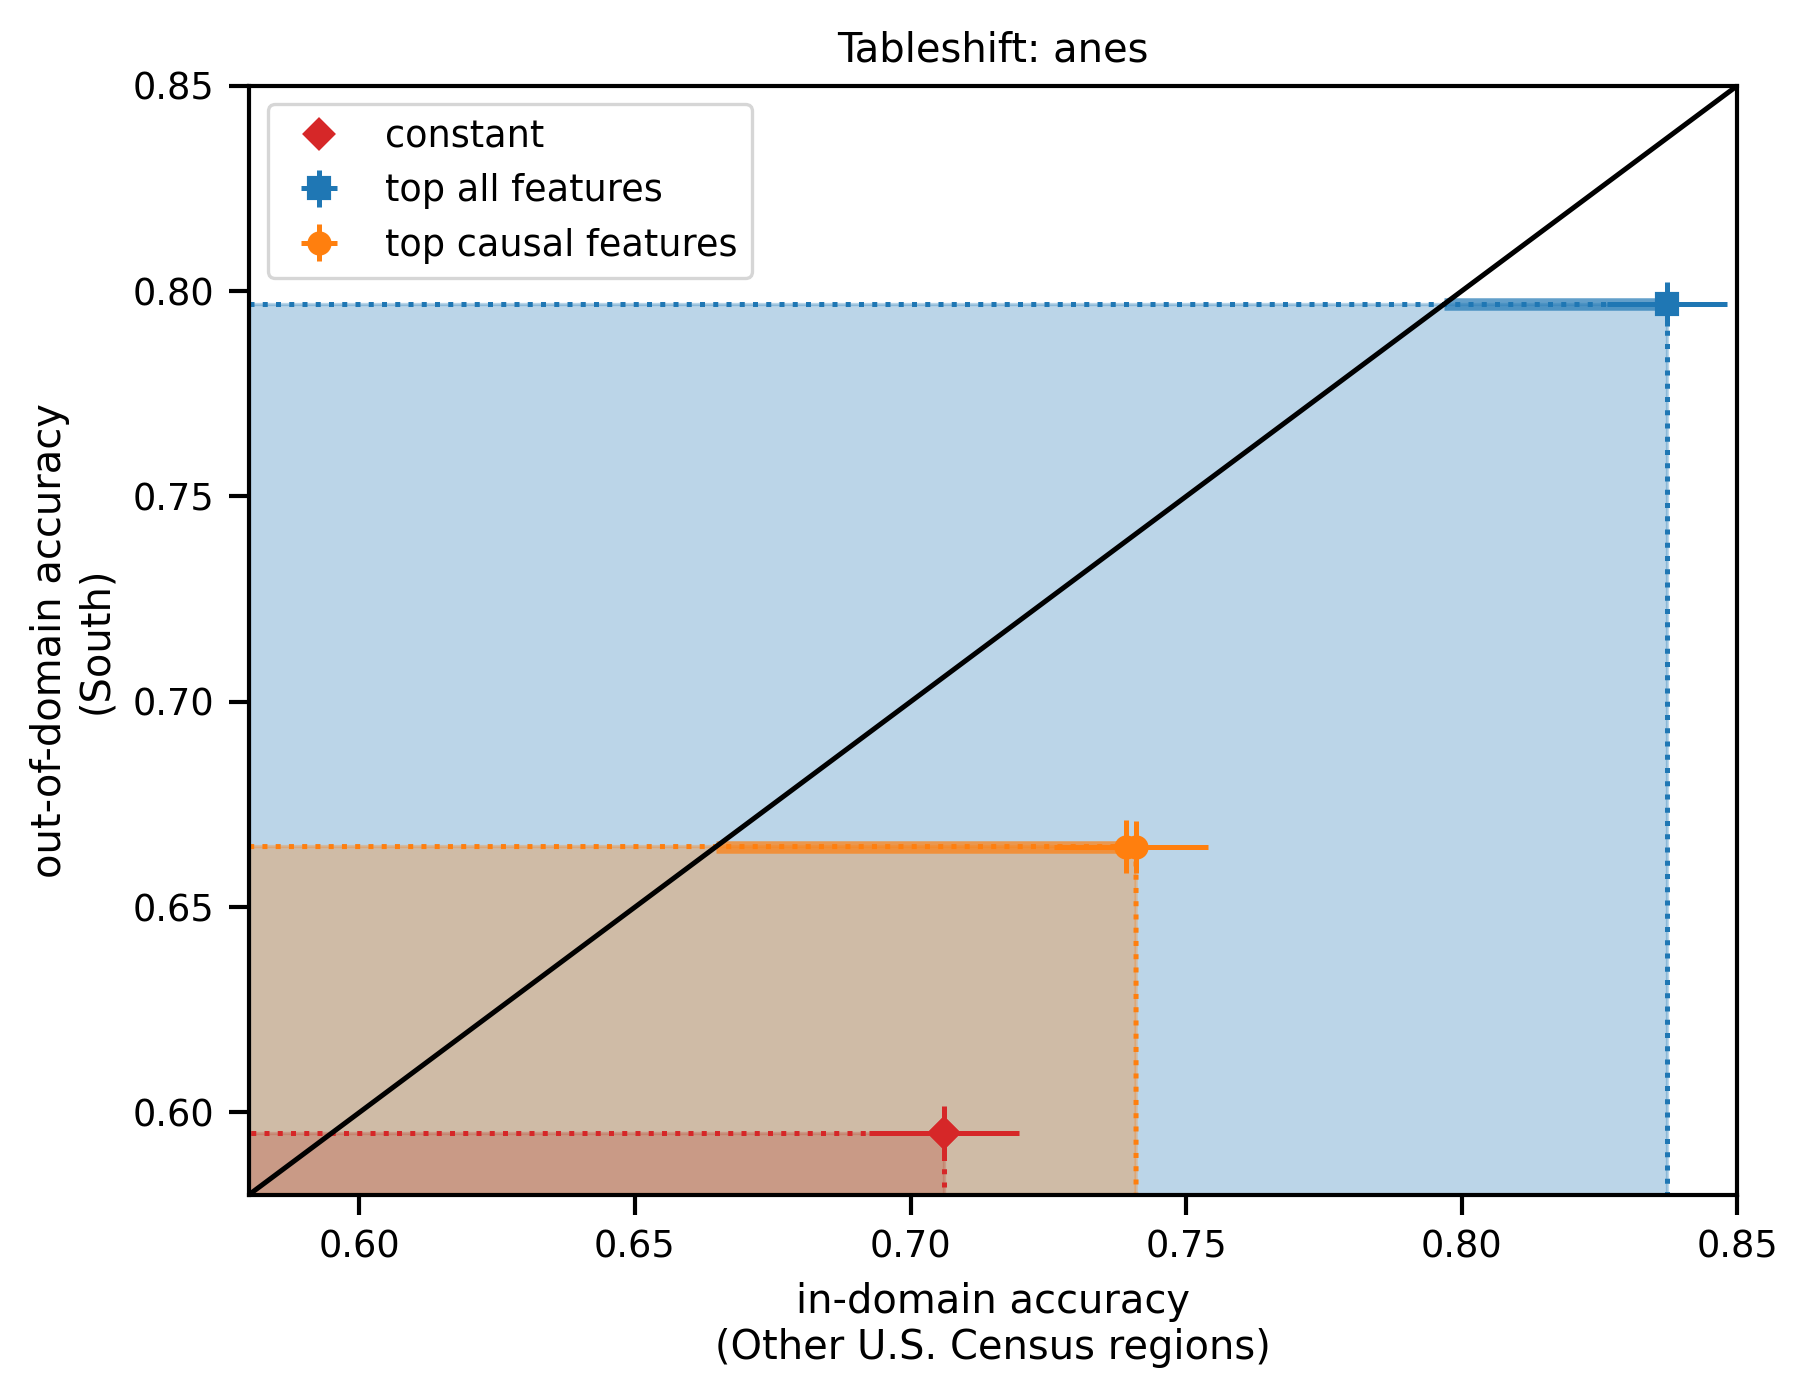 Tableshift: anes
constant
top all features
top causal features
0.85
0.80
0.75
0.70
0.65
0.60
out-of-domain accuracy
(South)
0.60 0.65 0.70 0.75 0.80 0.85
in-domain accuracy
(Other U.S. Census regions)